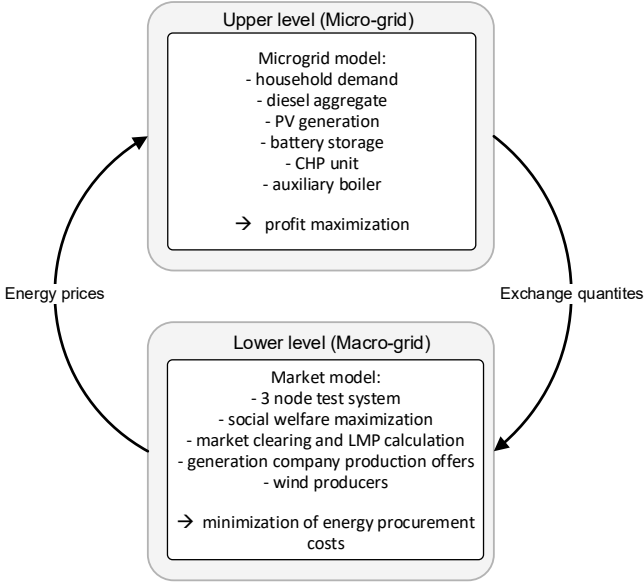 Upper level (Micro-grid)
Microgrid model:
- household demand
- diesel aggregate
- PV generation
- battery storage
- CHP unit
- auxiliary boiler
→ profit maximization
Energy prices
Exchange quantites
Lower level (Macro-grid)
Market model:
- 3 node test system
- social welfare maximization
- market clearing and LMP calculation
- generation company production offers
- wind producers
→ minimization of energy procurement
costs